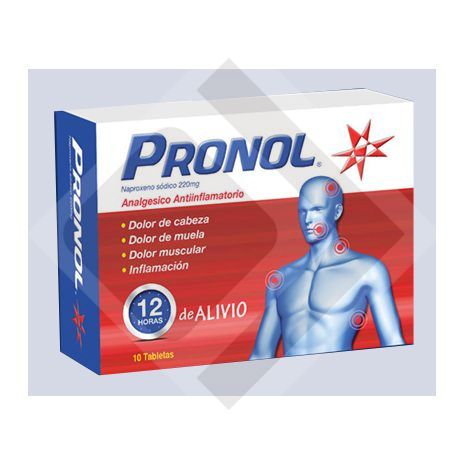 PRONOL®
Naproxeno sódico 220mg
Analgesico Antiinflamatorio
• Dolor de cabeza
• Dolor de muela
• Dolor muscular
• Inflamación
12
HORAS
de ALIVIO
10 Tabletas
PRONOL